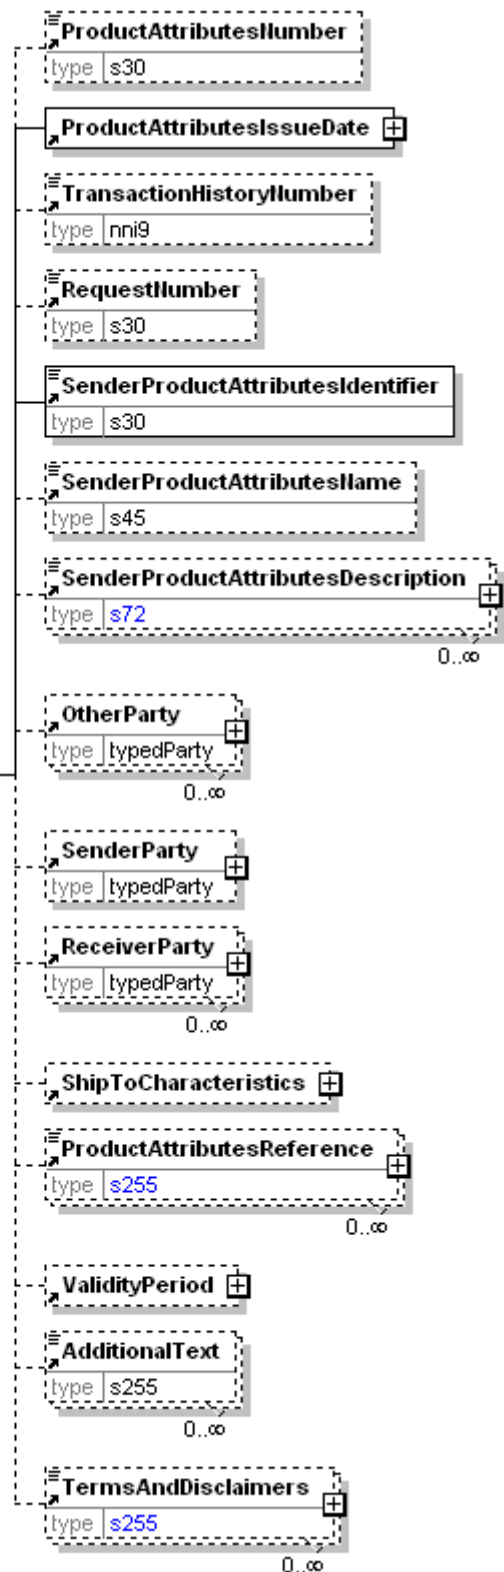 ProductAttributesNumber
type s30
ProductAttributesIssueDate
TransactionHistoryNumber
type nni9
RequestNumber
type s30
SenderProductAttributesIdentifier
type s30
SenderProductAttributesName
type s45
SenderProductAttributesDescription
type s72
0..∞
OtherParty
type typedParty
0..∞
SenderParty
type typedParty
ReceiverParty
type typedParty
0..∞
ShipToCharacteristics
ProductAttributesReference
type s255
0..∞
ValidityPeriod
AdditionalText
type s255
0..∞
TermsAndDisclaimers
type s255
0..∞